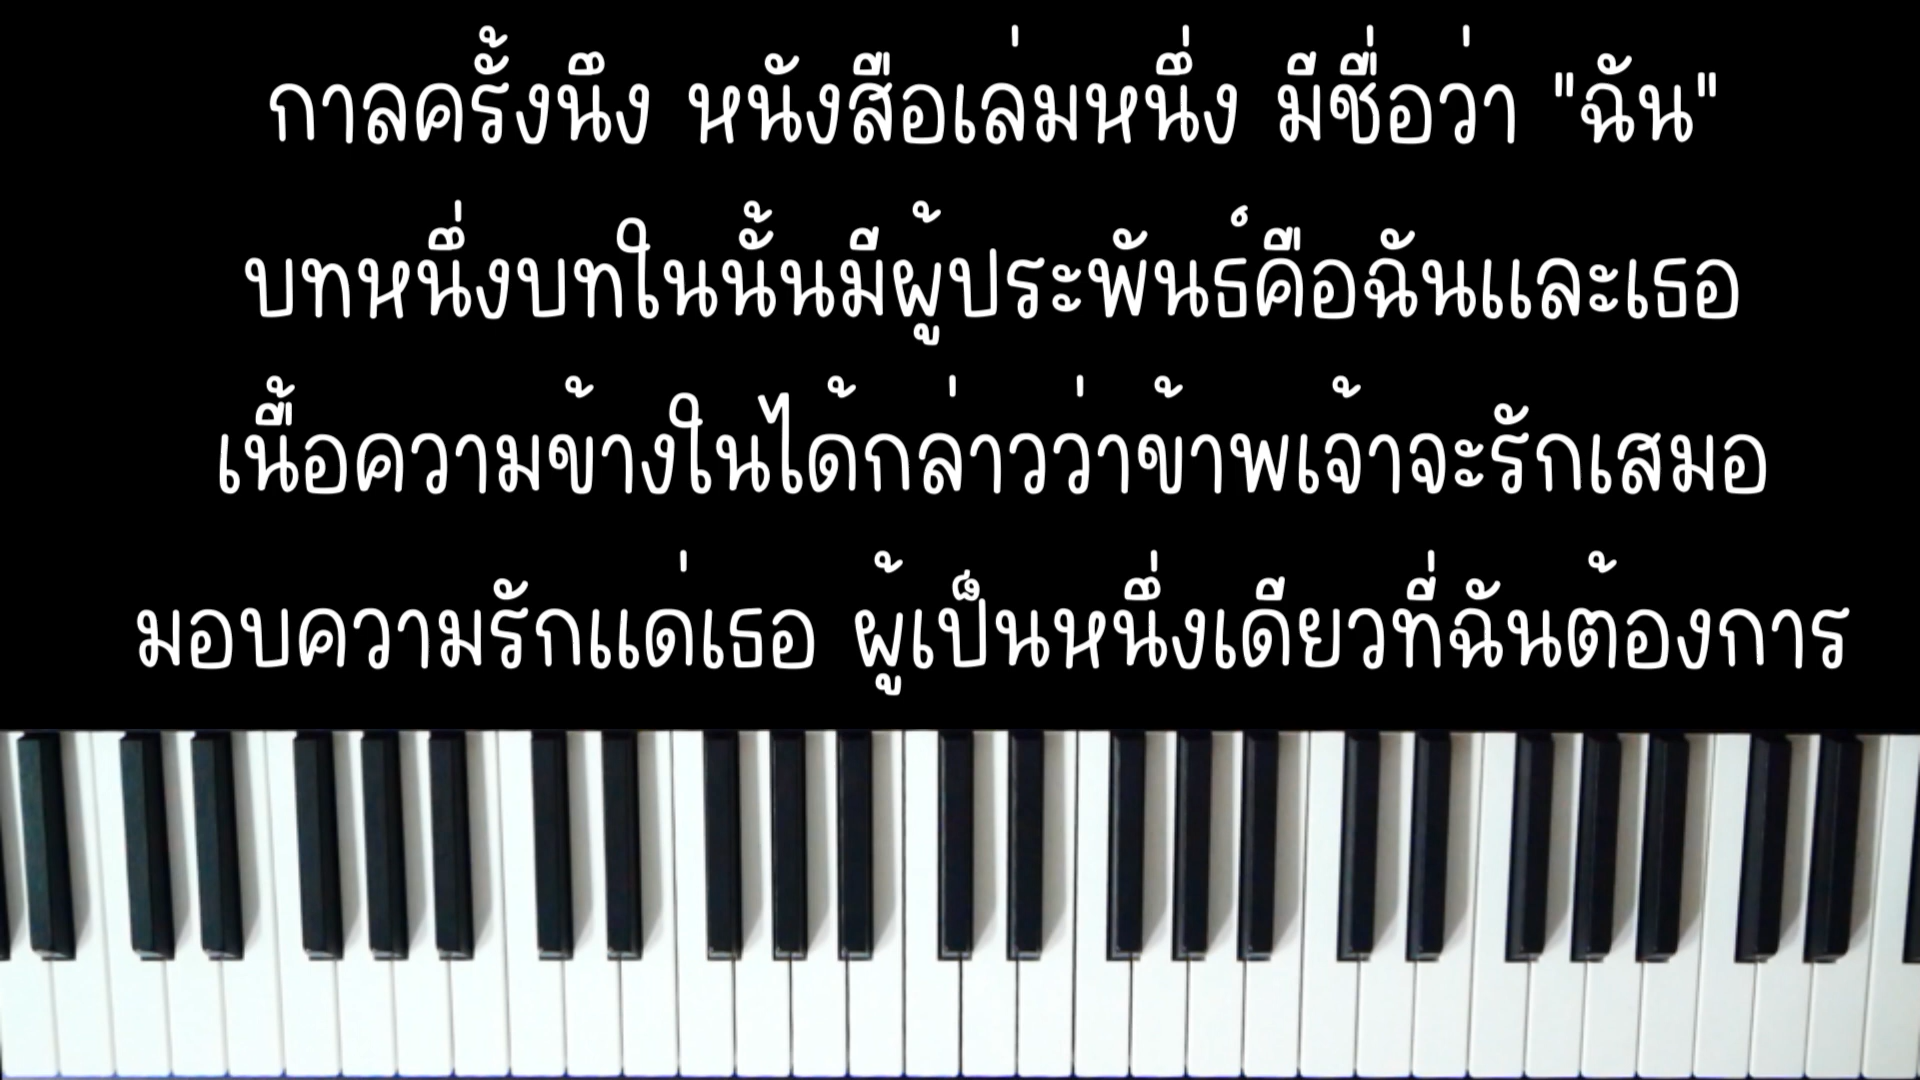 กาลครั้งนึง หนังสือเล่มหนึ่ง มีชื่อว่า "ฉัน"
บทหนึ่งบทในนั้นมีผู้ประพันธ์คือฉันและเธอ
เนื้อความข้างในได้กล่าวว่าข้าพเจ้าจะรักเสมอ
มอบความรักแด่เธอ ผู้เป็นหนึ่งเดียวที่ฉันต้องการ